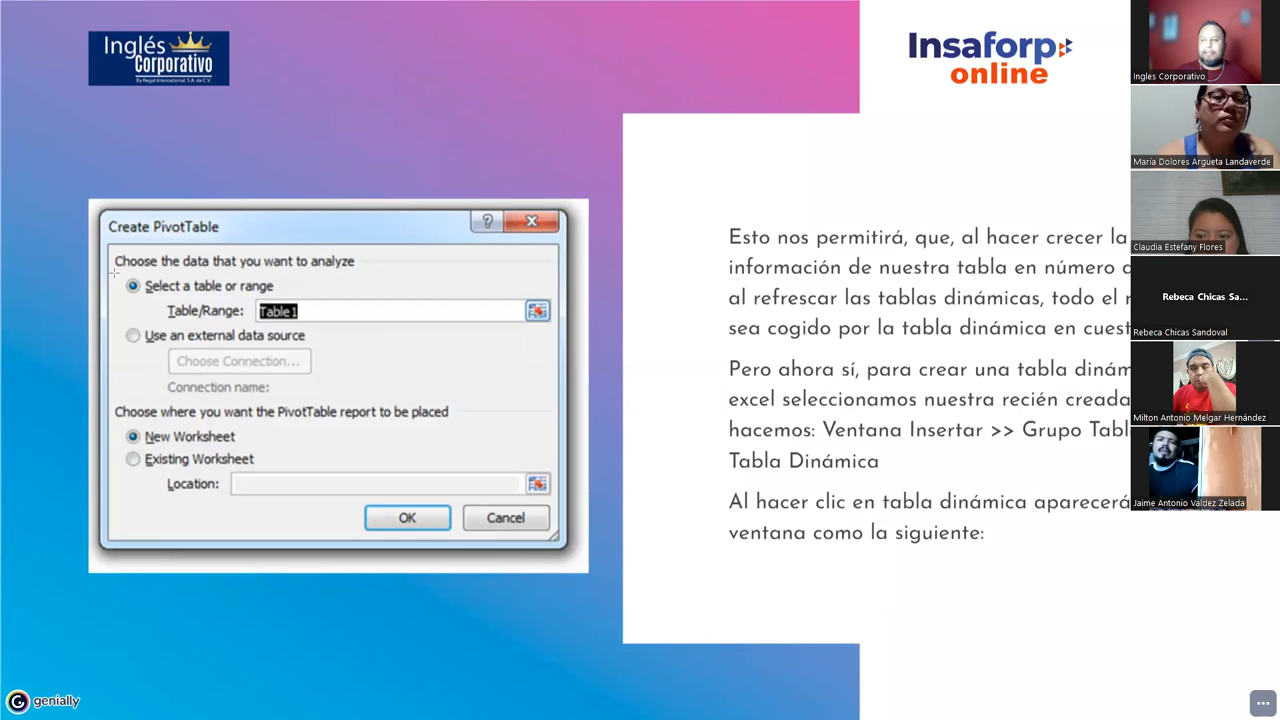 Inglés
Corporativo
By Regal International, S.A. de C.V.
Insaforp
online
Create PivotTable
Choose the data that you want to analyze
Select a table or range
Table/Range: Table1
Use an external data source
Choose Connection...
Connection name:
Choose where you want the PivotTable report to be placed
New Worksheet
Existing Worksheet
Location:
OK Cancel
Esto nos permitirá, que, al hacer crecer la
información de nuestra tabla en número
al refrescar las tablas dinámicas, todo el
sea cogido por la tabla dinámica en
Pero ahora sí, para crear una tabla
excel seleccionamos nuestra recién creada
hacemos: Ventana Insertar >> Grupo
Tabla Dinámica
Al hacer clic en tabla dinámica aparecerá
ventana como la siguiente:
Ingles Corporativo
María Dolores Argueta Landaverde
Claudia Estefany Flores
Rebeca Chicas Sa...
Rebeca Chicas Sandoval
Milton Antonio Melgar Hernández
Jaime Antonio Valdez Zelada
genially